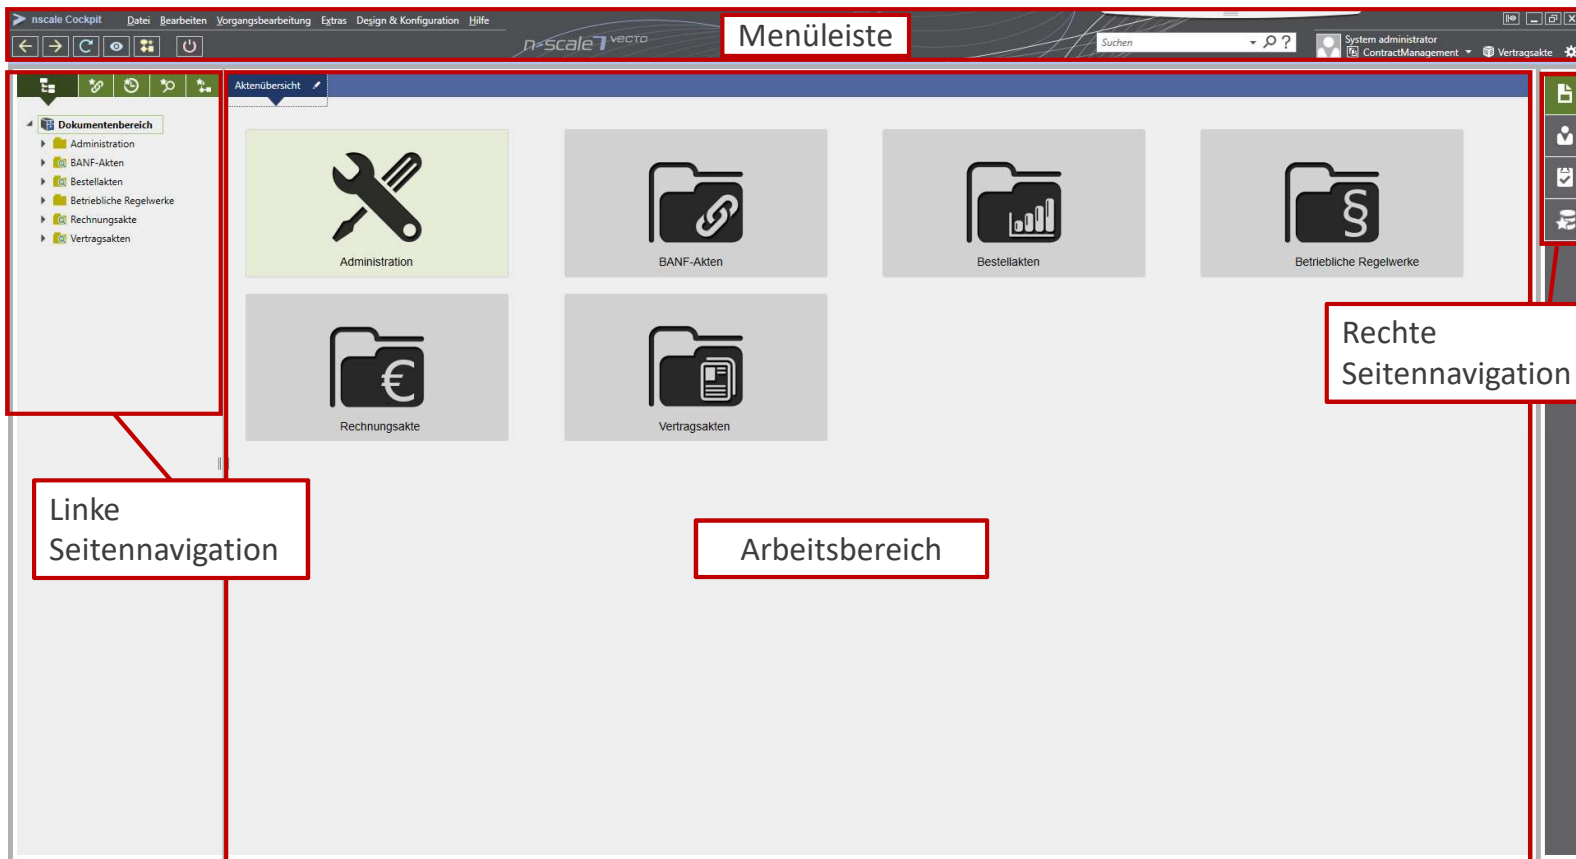 nscale Cockpit Datei Bearbeiten Vorgangsbearbeitung Extras Design & Konfiguration Hilfe
n-scale7 vecto
Menüleiste
Suchen
?
System administrator
ContractManagement Vertragsakte
Aktenübersicht
Dokumentenbereich
Administration
BANF-Akten
Bestellakten
Betriebliche Regelwerke
Rechnungsakte
Vertragsakten
Administration BANF-Akten Bestellakten Betriebliche Regelwerke
Rechnungsakte Vertragsakten
Rechte
Seitennavigation
Linke
Seitennavigation
Arbeitsbereich